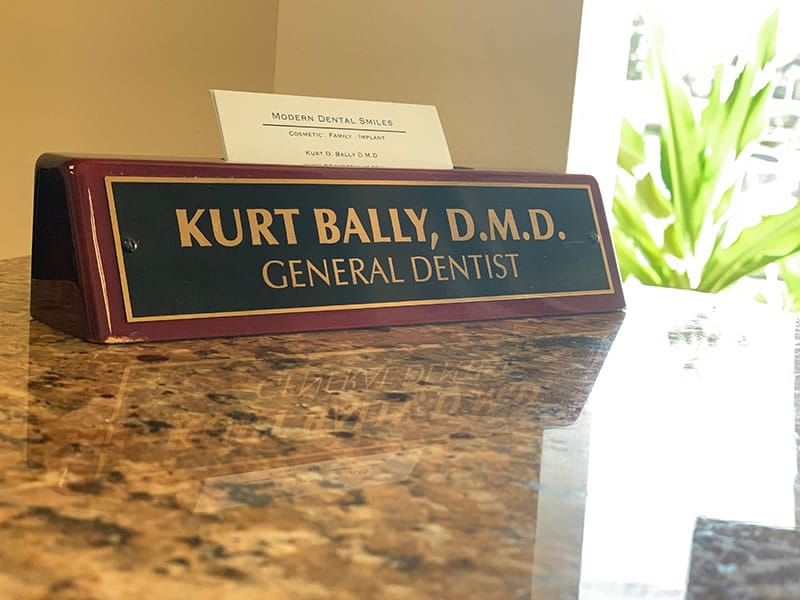 MODERN DENTAL SMILES
COSMETIC . FAMILY . IMPLANT
KURT O. BALLY D.M.D
KURT BALLY, D.M.D.
GENERAL DENTIST